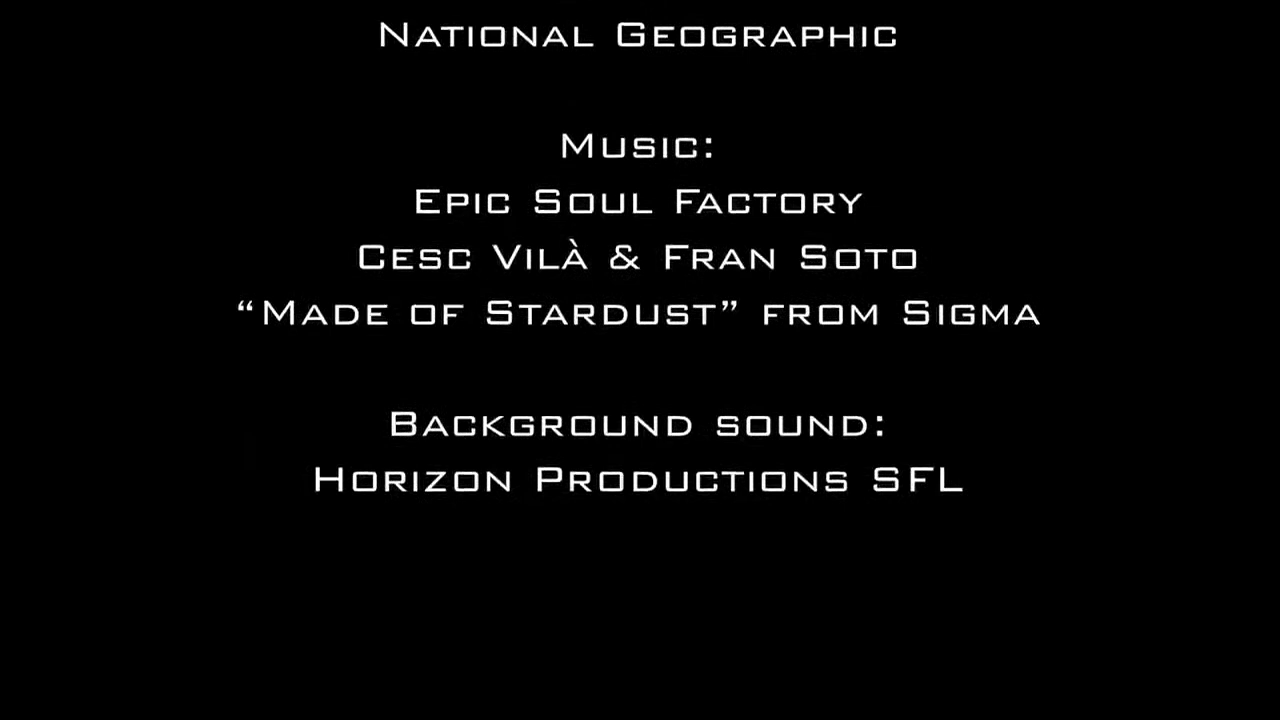 National Geographic
Music:
Epic Soul Factory
Cesc Vilà & Fran Soto
“Made of Stardust” from Sigma
Background sound:
Horizon Productions SFL